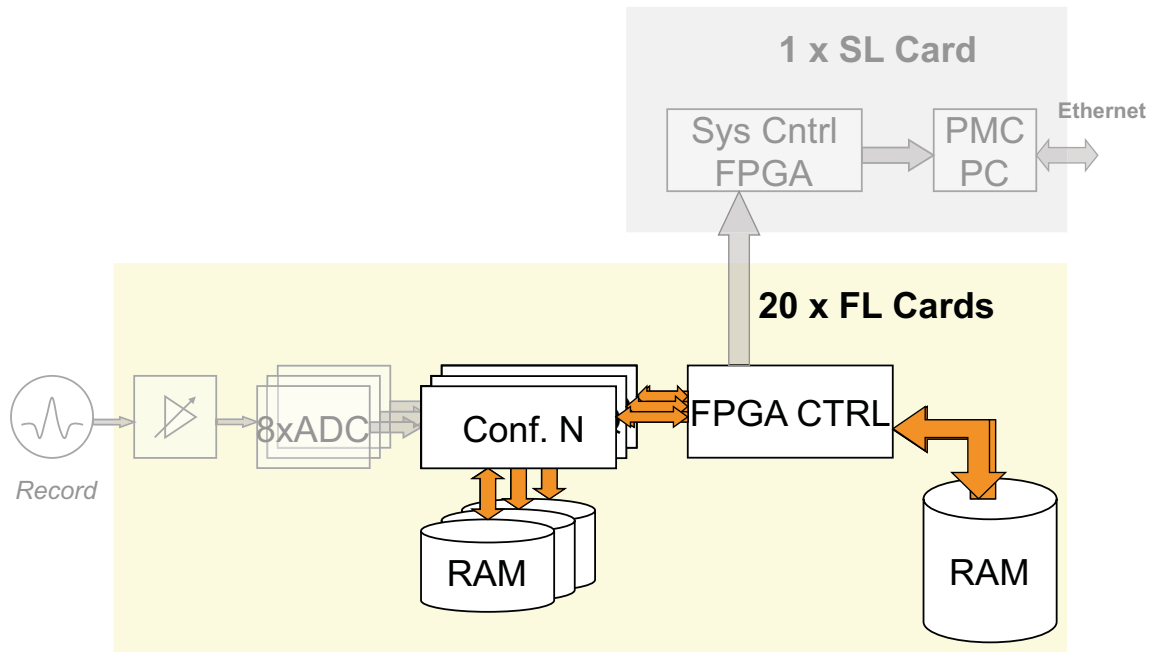 1 x SL Card
Ethernet
Sys Cntrl
FPGA
PMC
PC
20 x FL Cards
8xADC
Conf. N
FPGA CTRL
Record
RAM
RAM